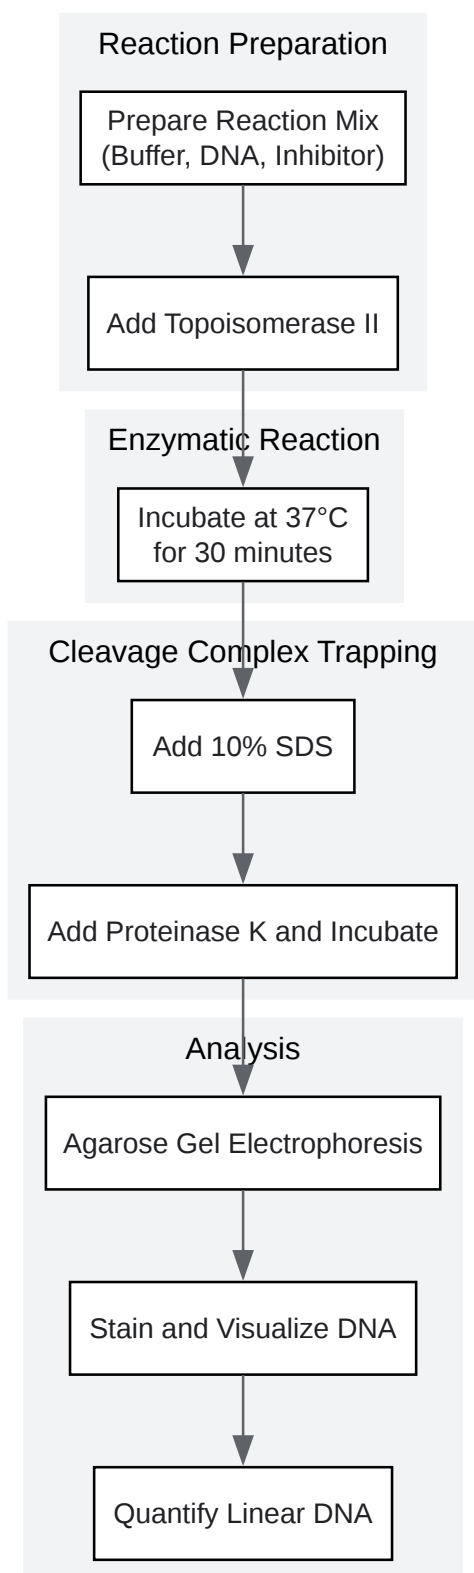 Reaction Preparation
Prepare Reaction Mix
(Buffer, DNA, Inhibitor)
Add Topoisomerase II
Enzymatic Reaction
Incubate at 37°C
for 30 minutes
Cleavage Complex Trapping
Add 10% SDS
Add Proteinase K and Incubate
Analysis
Agarose Gel Electrophoresis
Stain and Visualize DNA
Quantify Linear DNA